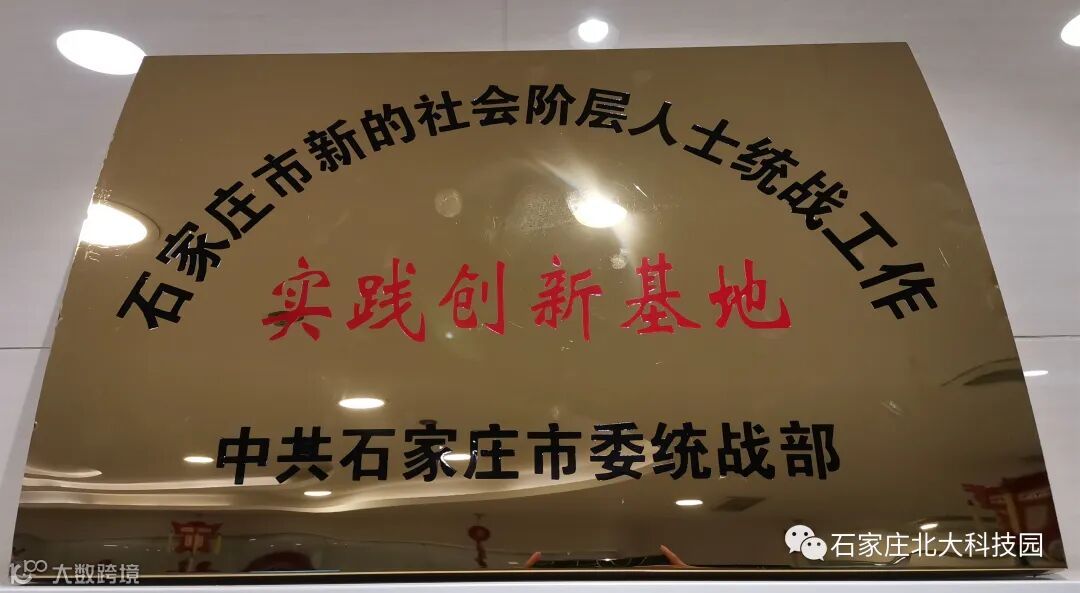 石家庄市新的社会阶层人士统战工作
实践创新基地
中共石家庄市委统战部
石家庄北大科技园
大数跨境